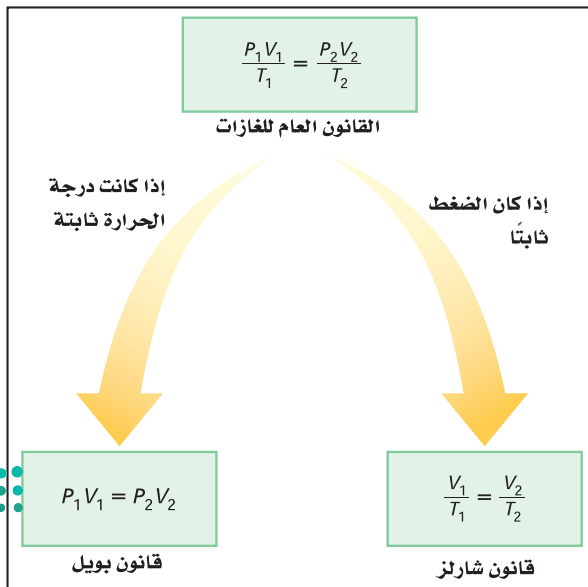 P₁V₁/T₁ = P₂V₂/T₂
القانون العام للغازات
إذا كان الضغط
ثابتًا
إذا كانت درجة
الحرارة ثابتة
V₁/T₁ = V₂/T₂
قانون شارلز
P₁V₁ = P₂V₂
قانون بويل